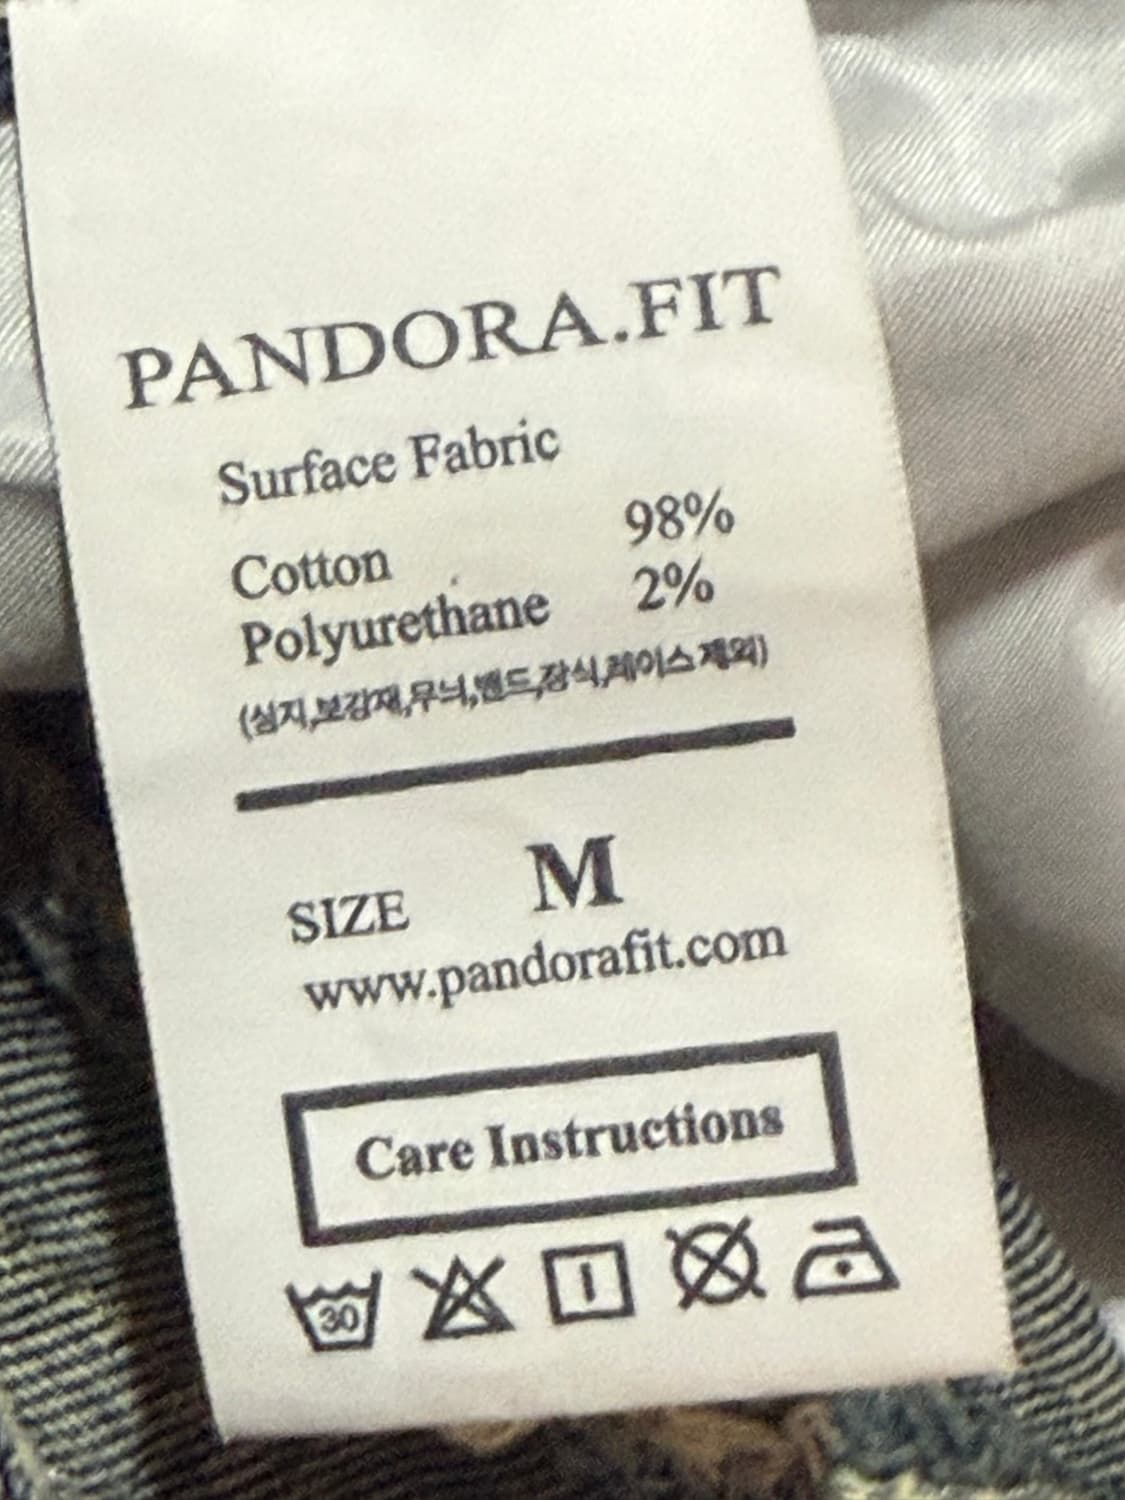 PANDORA.FIT
Surface Fabric
Cotton 98%
Polyurethane 2%
(심지,보강재,무늬,밴드,장식,레이스 제외)
SIZE M
www.pandorafit.com
Care Instructions
30